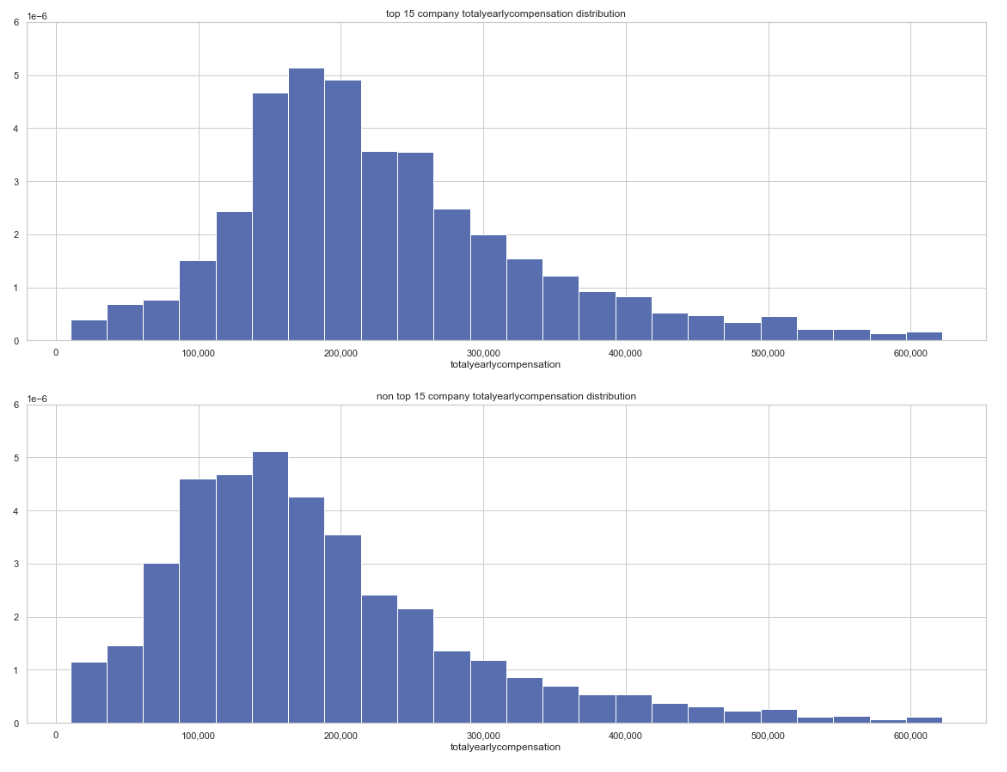 top 15 company totalyearlycompensation distribution
1e−6
6
5
4
3
2
1
0
0 100,000 200,000 300,000 400,000 500,000 600,000
totalyearlycompensation
non top 15 company totalyearlycompensation distribution
1e−6
6
5
4
3
2
1
0
0 100,000 200,000 300,000 400,000 500,000 600,000
totalyearlycompensation